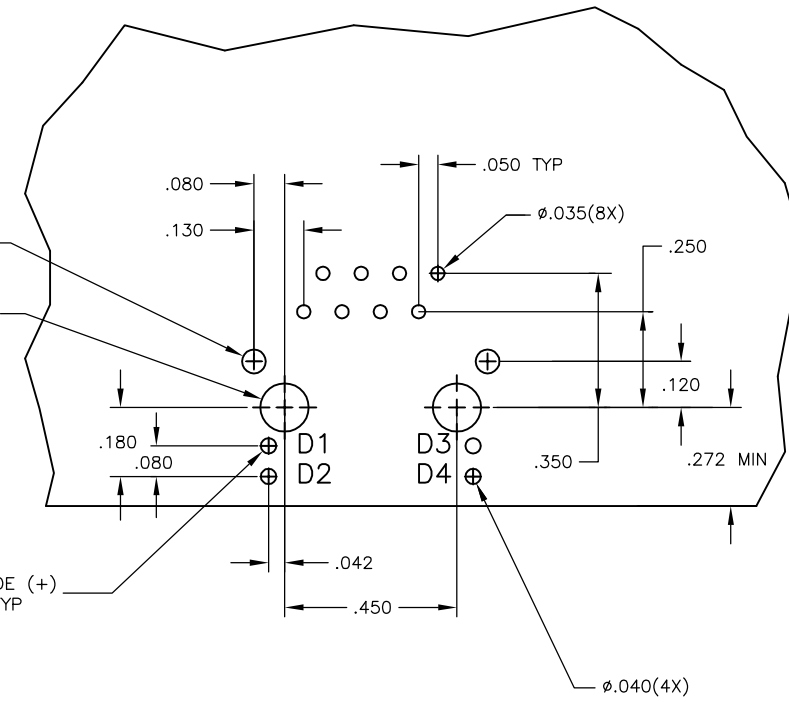 .050 TYP
.080
ø.035(8X)
.130
.250
.120
.180
D1
D3
.080
D2
D4
.350
.272 MIN
.042
(+)
.450
ø.040(4X)